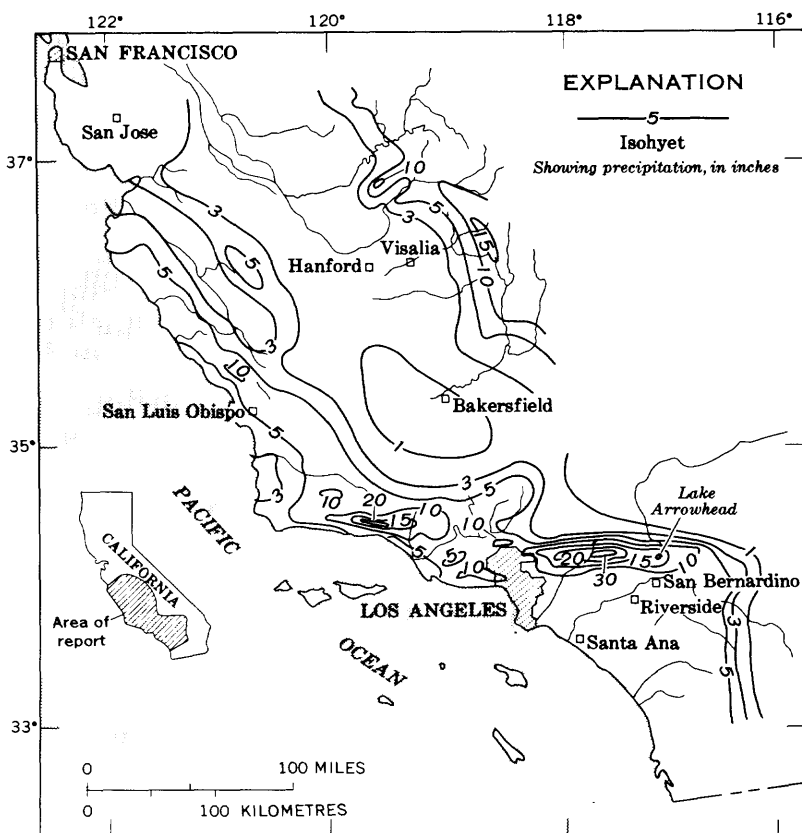 122°
120°
118°
116°
SAN FRANCISCO
EXPLANATION
5
Isohyet
Showing precipitation, in inches
San Jose
37°
10
3
5
3
5
15
Visalia
Hanford
10
5
3
10
Bakersfield
San Luis Obispo
1
35°
5
3
5
Lake
Arrowhead
3
20
10
15
10
10
1
PACIFIC
5
5
10
20
15
10
30
San Bernardino
CALIFORNIA
LOS ANGELES
Riverside
3
Area of
report
Santa Ana
5
OCEAN
33°
0 100 MILES
0 100 KILOMETRES